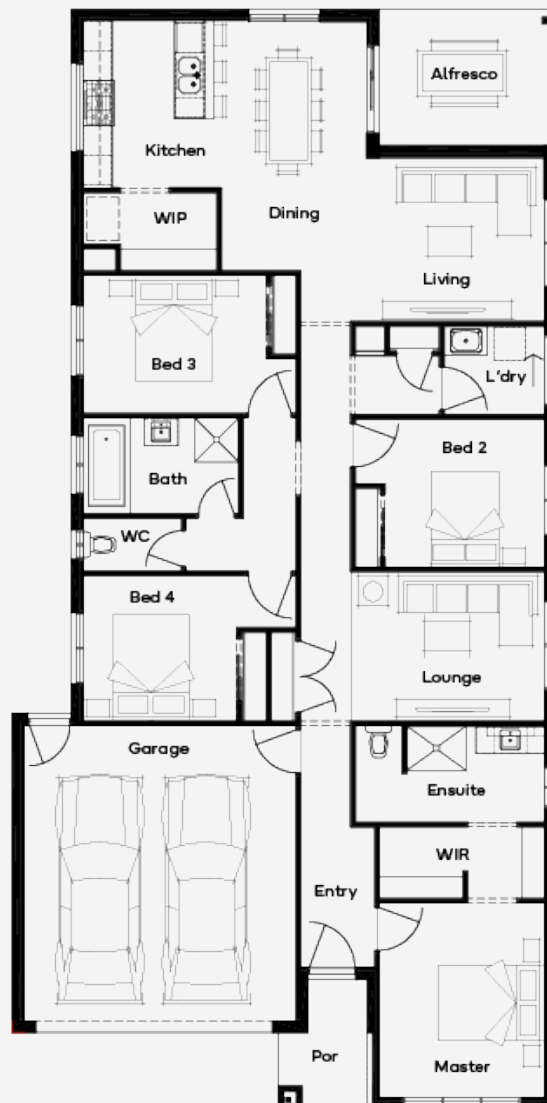 Alfresco
Kitchen
WIP
Dining
Living
Bed 3
L'dry
Bed 2
Bath
WC
Bed 4
Lounge
Garage
Ensuite
WIR
Entry
Por
Master